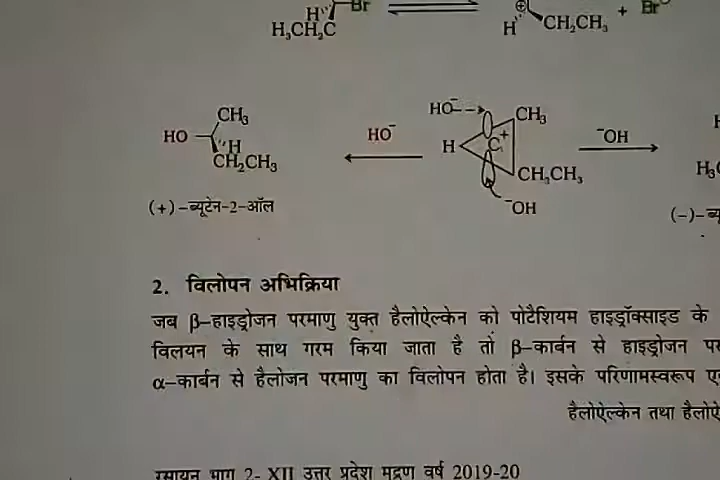 H Br
H₃CH₂C
⊕ H CH₂CH₃ + Br
HO CH₃ H CH₂CH₃
HO⁻
HO⁻ H C⁺ CH₃ CH₂CH₃ ⁻OH
⁻OH
(+)-ब्यूटेन-2-ऑल
2. विलोपन अभिक्रिया
जब β-हाइड्रोजन परमाणु युक्त हैलोऐल्केन को पोटैशियम हाइड्रॉक्साइड के
विलयन के साथ गरम किया जाता है तो β-कार्बन से हाइड्रोजन
α-कार्बन से हैलोजन परमाणु का विलोपन होता है। इसके परिणामस्वरूप
हैलोऐल्केन तथा
रसायन भाग 2- XII उत्तर प्रदेश मुद्रण वर्ष 2019-20